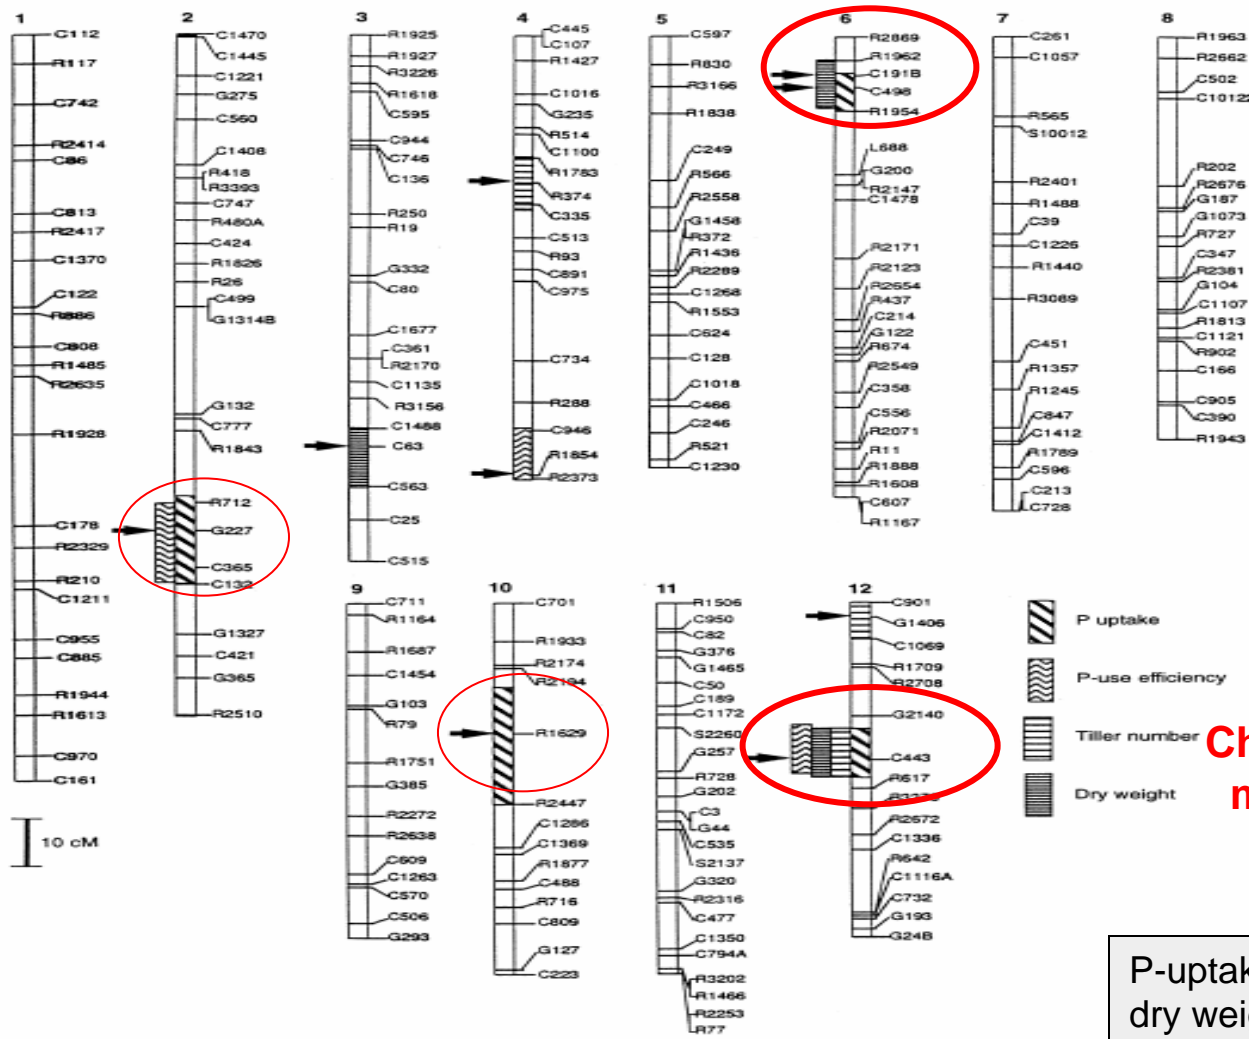 1
C112
R117
C742
R2414
C86
C813
R2417
C1370
C122
R886
C808
R1485
R2635
R1928
C178
R2329
R210
C1211
C955
C885
R1944
R1613
C970
C161
10 cM
2
C1470
C1445
C1221
G275
C560
C1408
R418
R3393
C747
R480A
C424
R1826
R26
C499
G1314B
G132
C777
R1843
R712
G227
C365
C132
G1327
C421
G365
R2510
3
R1925
R1927
R3226
R1618
C595
C944
C746
C136
R250
R19
G332
C80
C1677
C361
R2170
C1135
R3156
C1488
C63
C563
C25
C515
4
C445
C107
R1427
C1016
G235
R514
C1100
R1783
R374
C335
C513
R93
C891
C975
C734
R288
C946
R1854
R2373
5
C597
R830
R3166
R1838
C249
R566
R2558
G1458
R372
R1436
R2289
C1268
R1553
C624
C128
C1018
C466
C246
R521
C1230
6
R2869
R1962
C191B
C498
R1954
L688
G200
R2147
C1478
R2171
R2123
R2654
R437
C214
G122
R674
R2549
C358
C556
R2071
R11
R1888
R1608
C607
R1167
7
C261
C1057
R565
S10012
R2401
R1488
C39
C1226
R1440
R3089
C451
R1357
R1245
C847
C1412
R1789
C596
C213
C728
8
R1963
R2662
C502
C10122
R202
R2676
G187
G1073
R727
C347
R2381
G104
C1107
R1813
C1121
R902
C166
C905
C390
R1943
9
C711
R1164
R1687
C1454
G103
R79
R1751
G385
R2272
R2638
C609
C1263
C570
C506
G293
10
C701
R1933
R2174
R2194
R1629
R2447
C1286
C1369
R1877
C488
R716
C809
G127
C223
11
R1506
C950
C82
G376
G1465
C50
C189
C1172
S2260
G257
R728
G202
C3
G44
C535
S2137
G320
R2316
C477
C1350
C794A
R3202
R1466
R2253
R77
12
C901
G1406
C1069
R1709
R2708
G2140
C443
R617
R2672
C1336
R642
C1116A
C732
G193
G24B
P uptake
P-use efficiency
Tiller number
Dry weight
Ch
P-uptak
dry wei